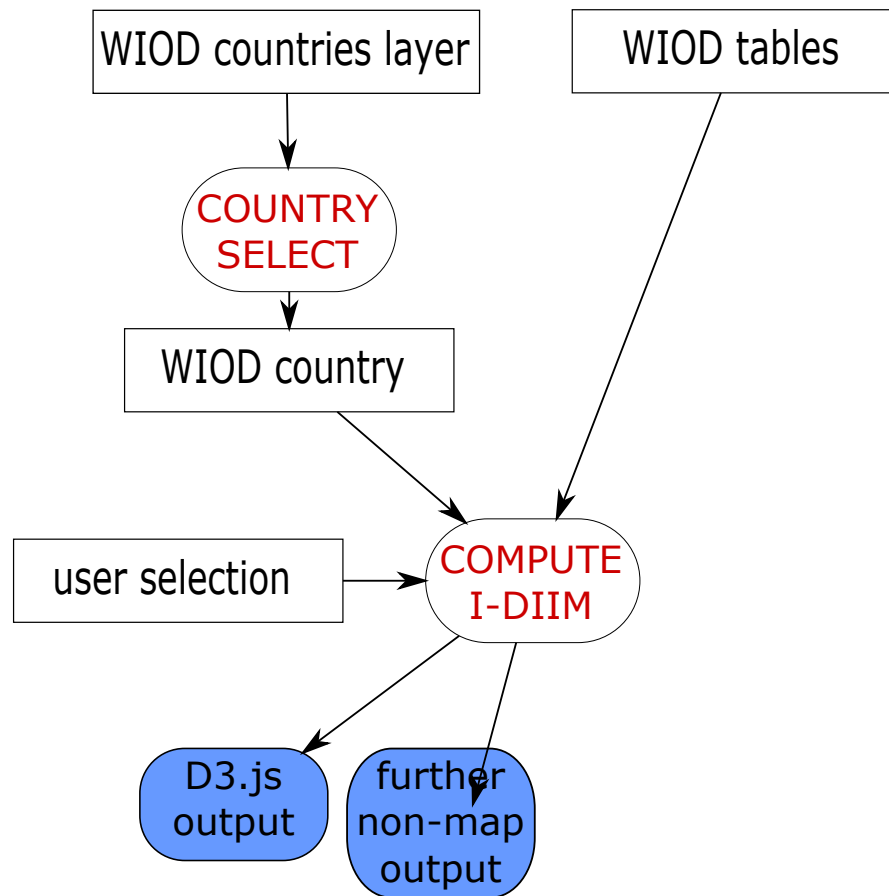 WIOD countries layer
WIOD tables
COUNTRY
SELECT
WIOD country
user selection
COMPUTE
I-DIIM
D3.js
output
further
non-map
output